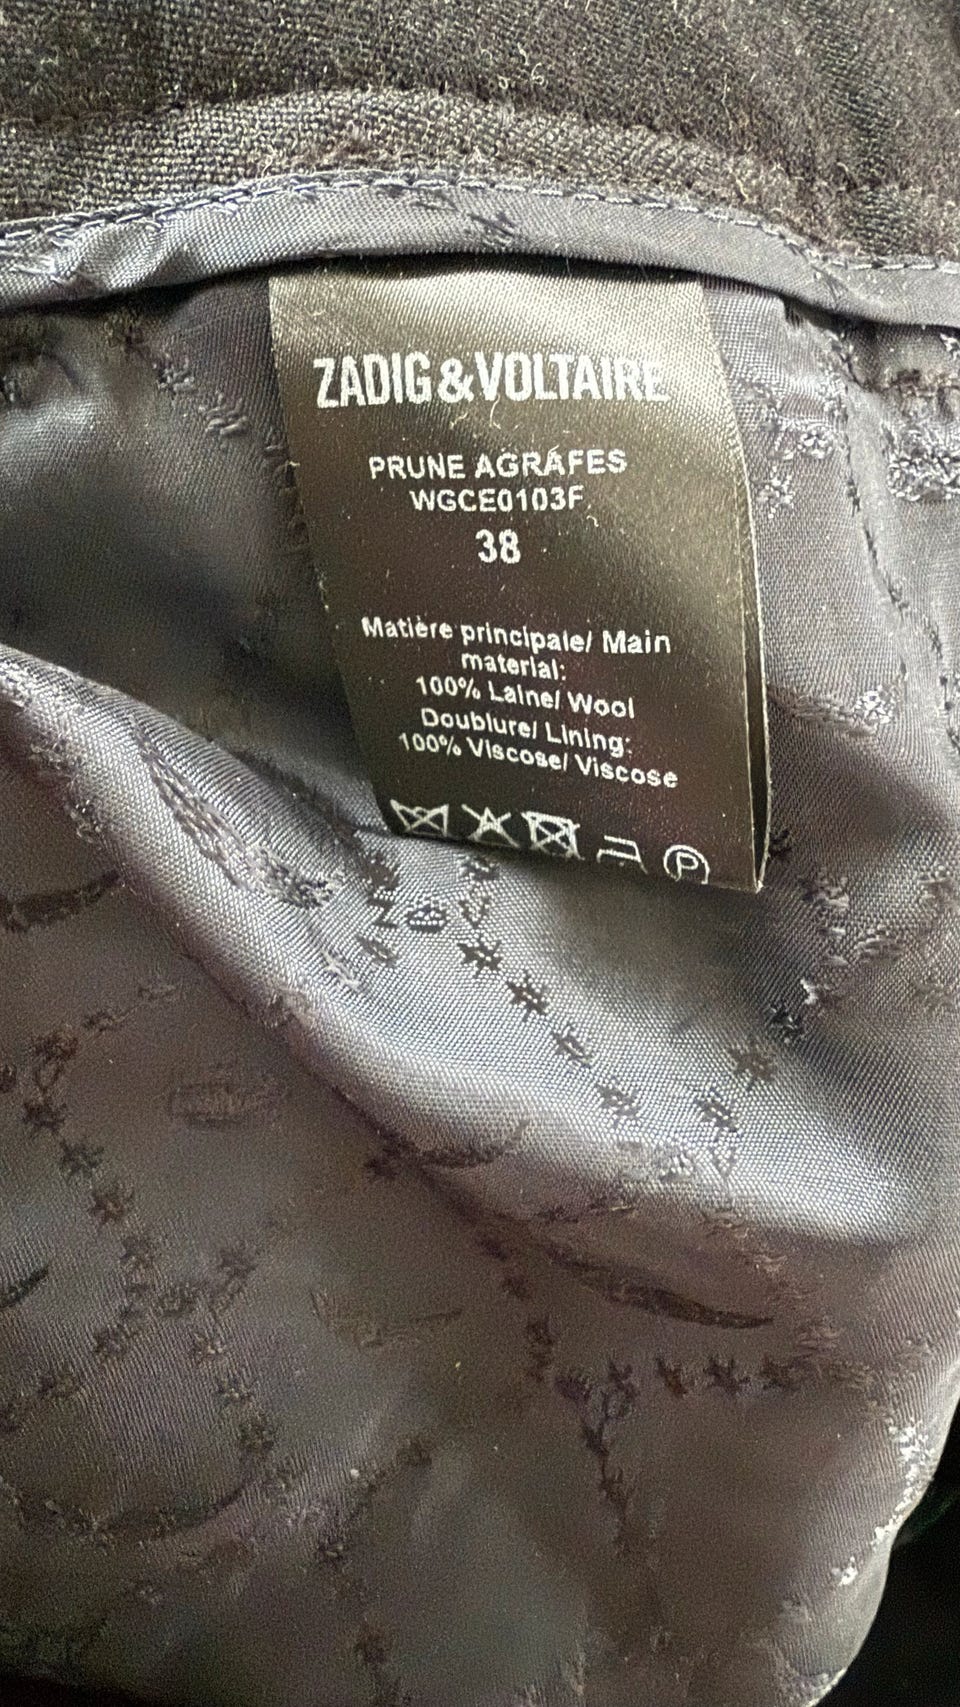 ZADIG&VOLTAIRE
PRUNE AGRAFES
WGCE0103F
38
Matière principale/ Main
material:
100% Laine/ Wool
Doublure/ Lining:
100% Viscose/ Viscose
P